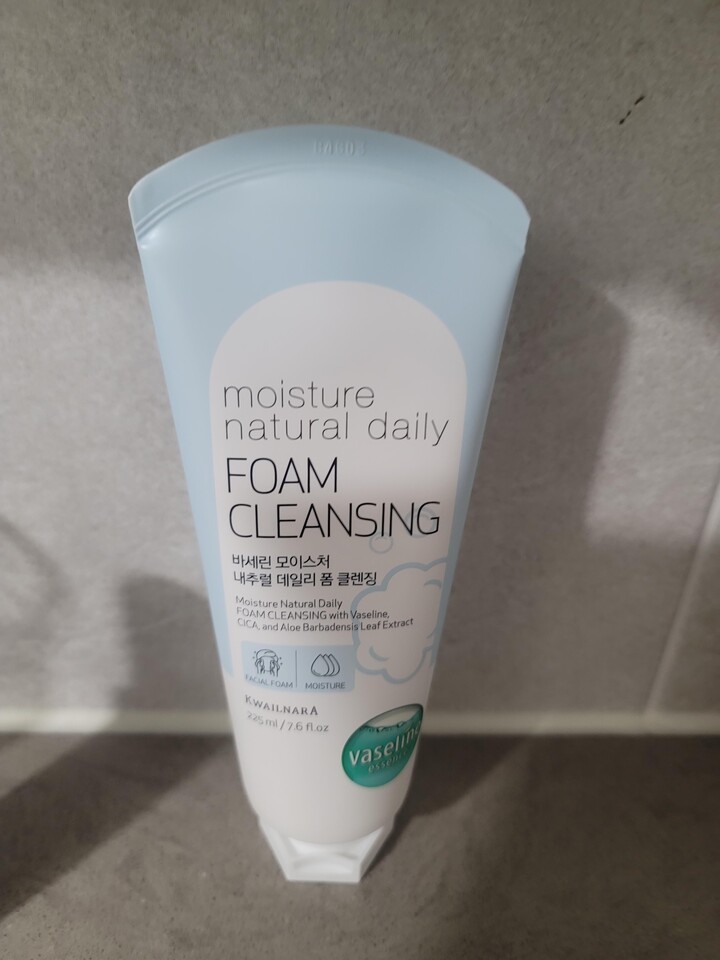 moisture
natural daily
FOAM
CLEANSING
바세린 모이스처
내추럴 데일리 폼 클렌징
Moisture Natural Daily
FOAM CLEANSING with Vaseline,
CICA, and Aloe Barbadensis Leaf Extract
FACIAL FOAM MOISTURE
KWAILNARA
225 ml / 7.6 fl.oz
Vaseline
essence